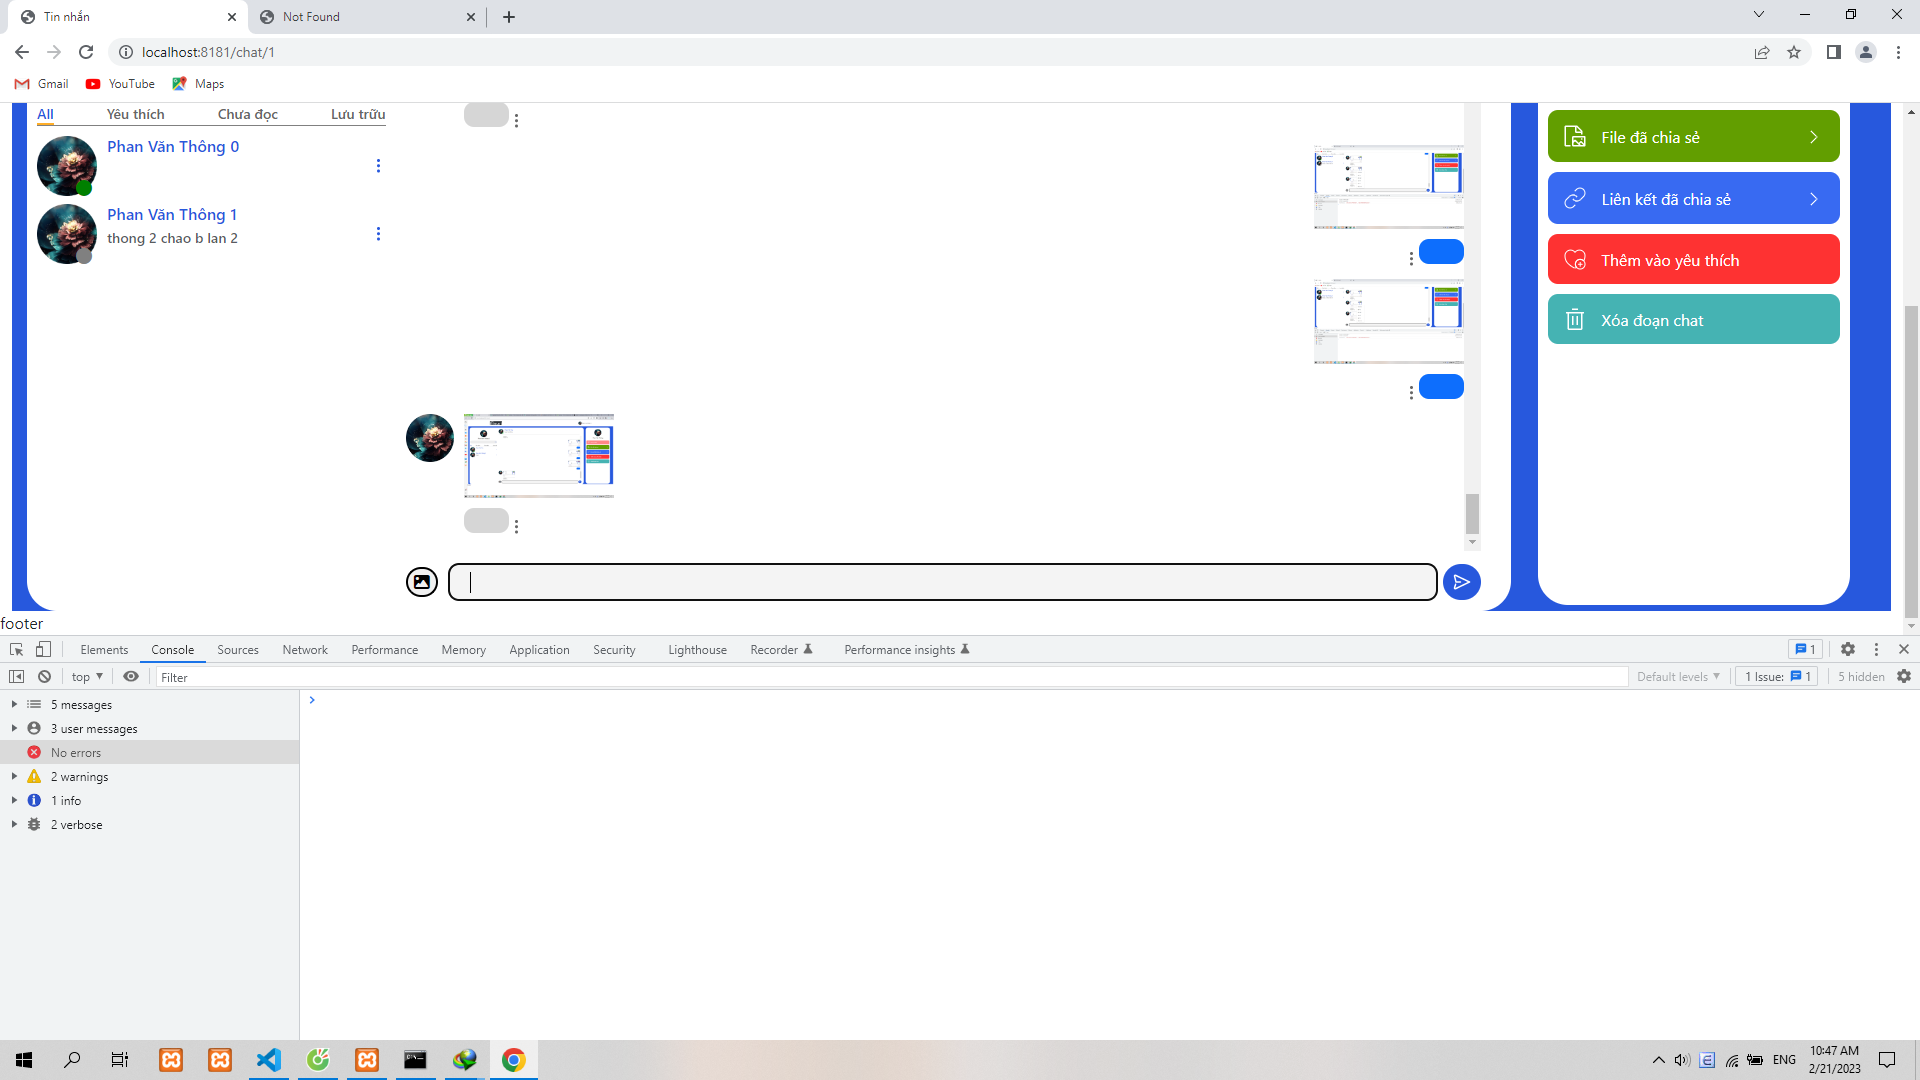 Tin nhắn
Not Found
localhost:8181/chat/1
Gmail
YouTube
Maps
All
Yêu thích
Chưa đọc
Lưu trữu
Phan Văn Thông 0
Phan Văn Thông 1
thong 2 chao b lan 2
File đã chia sẻ
Liên kết đã chia sẻ
Thêm vào yêu thích
Xóa đoạn chat
footer
Elements
Console
Sources
Network
Performance
Memory
Application
Security
Lighthouse
Recorder
Performance insights
1
top
Filter
Default levels
1 Issue:
1
5 hidden
5 messages
3 user messages
No errors
2 warnings
1 info
2 verbose
ENG
10:47 AM
2/21/2023